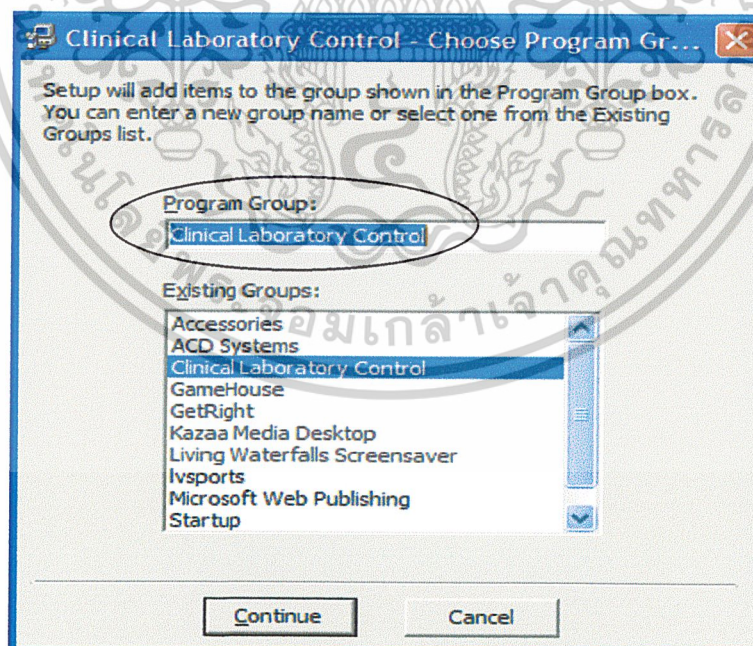 Clinical Laboratory Control - Choose Program Gr...
Setup will add items to the group shown in the Program Group box.
You can enter a new group name or select one from the Existing
Groups list.
Program Group:
Clinical Laboratory Control
Existing Groups:
Accessories
ACD Systems
Clinical Laboratory Control
GameHouse
GetRight
Kazaa Media Desktop
Living Waterfalls Screensaver
lvsports
Microsoft Web Publishing
Startup
Continue
Cancel